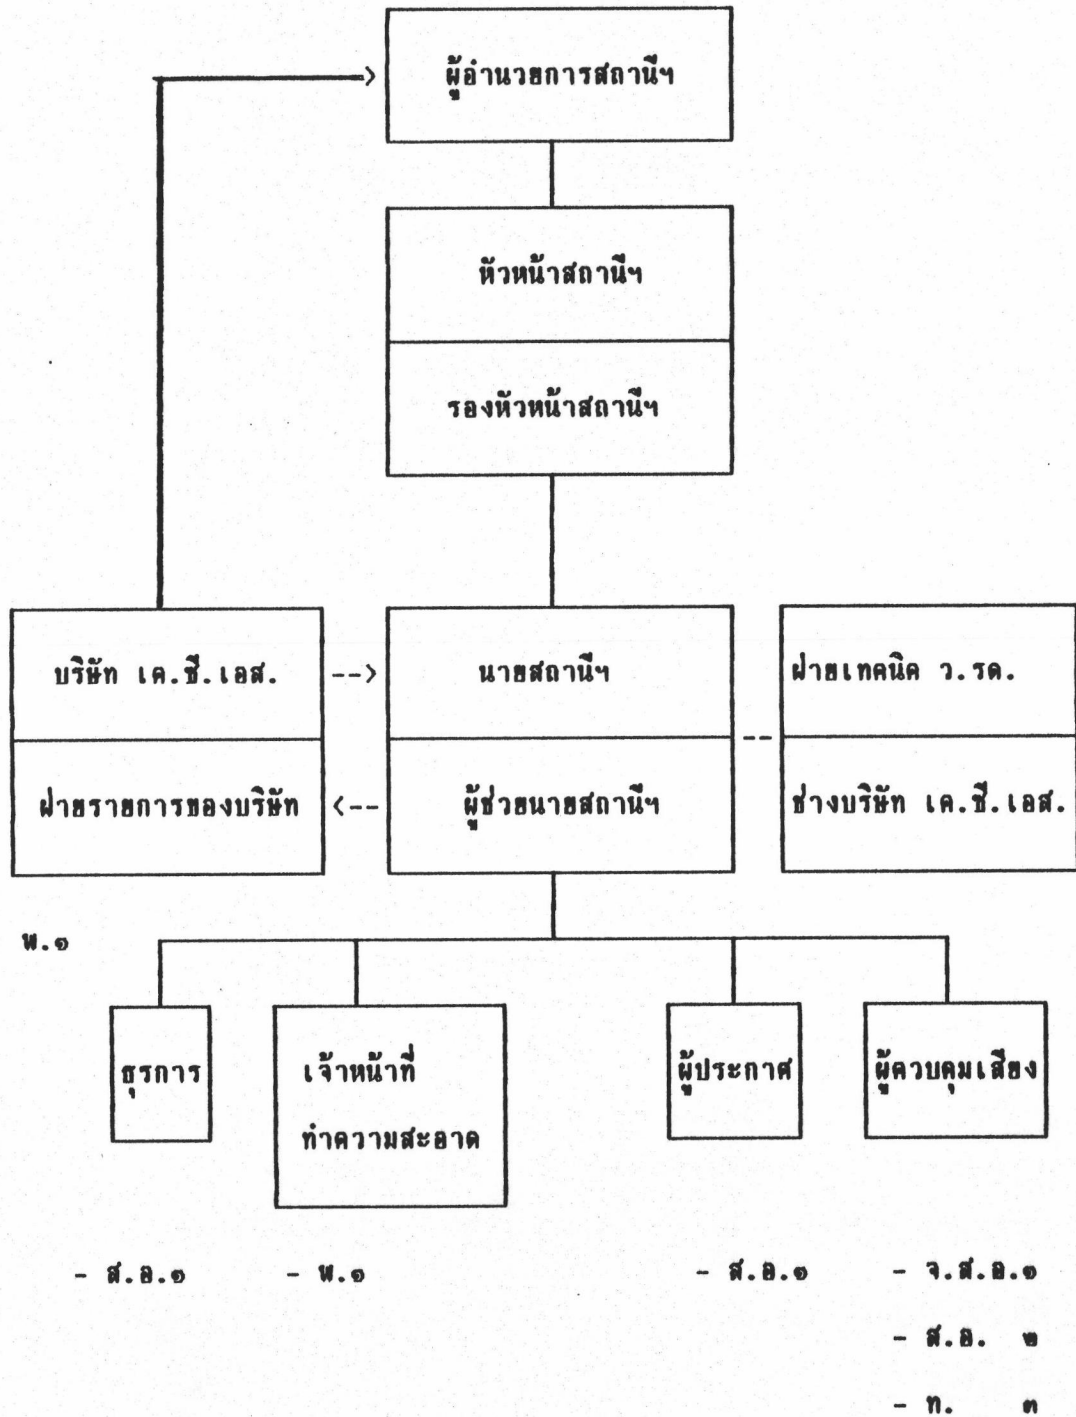 ผู้อำนวยการสถานีฯ
หัวหน้าสถานีฯ
รองหัวหน้าสถานีฯ
บริษัท เค.ซี.เอส. --> นายสถานีฯ ฝ่ายเทคนิค ว.รด.
--
ฝ่ายรายการของบริษัท <-- ผู้ช่วยนายสถานีฯ ช่างบริษัท เค.ซี.เอส.
พ.๑
ธุรการ เจ้าหน้าที่ ผู้ประกาศ ผู้ควบคุมเสียง
ทำความสะอาด
- ส.อ.๑ - พ.๑ - ส.อ.๑ - จ.ส.อ.๑
- ส.อ. ๒
- ท. ๓